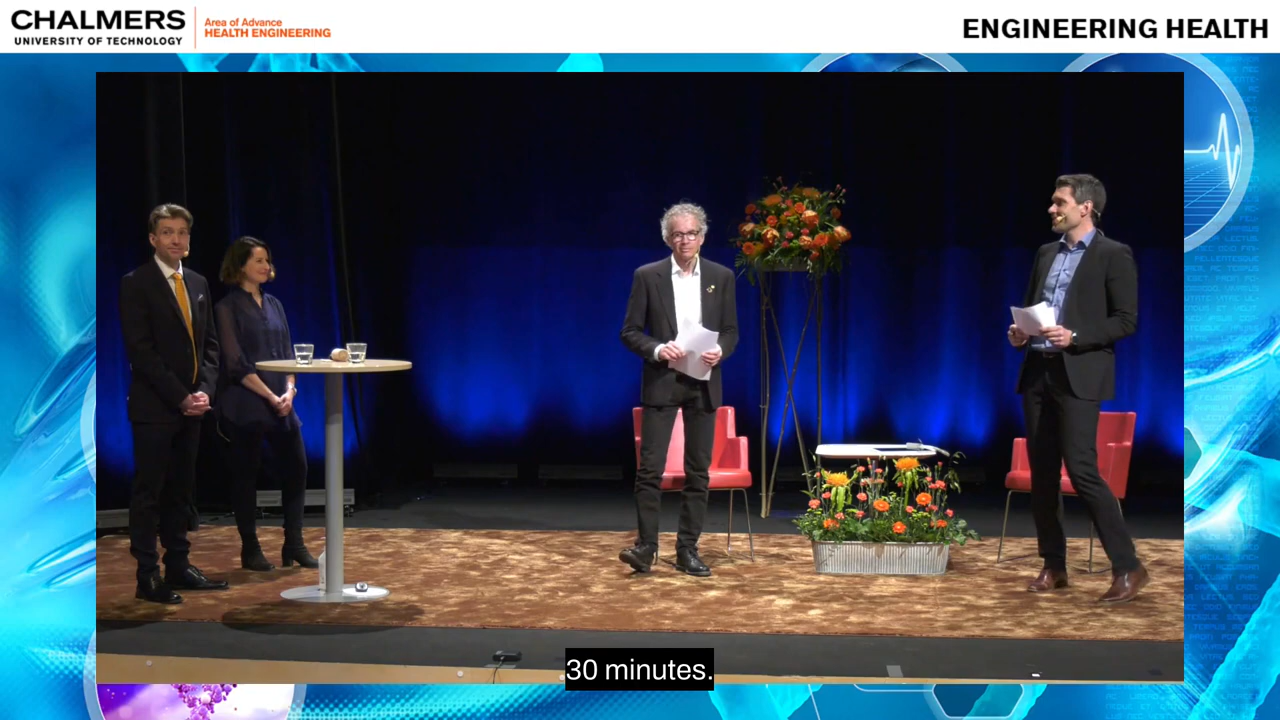 CHALMERS
UNIVERSITY OF TECHNOLOGY
Area of Advance
HEALTH ENGINEERING
ENGINEERING HEALTH
30 minutes.